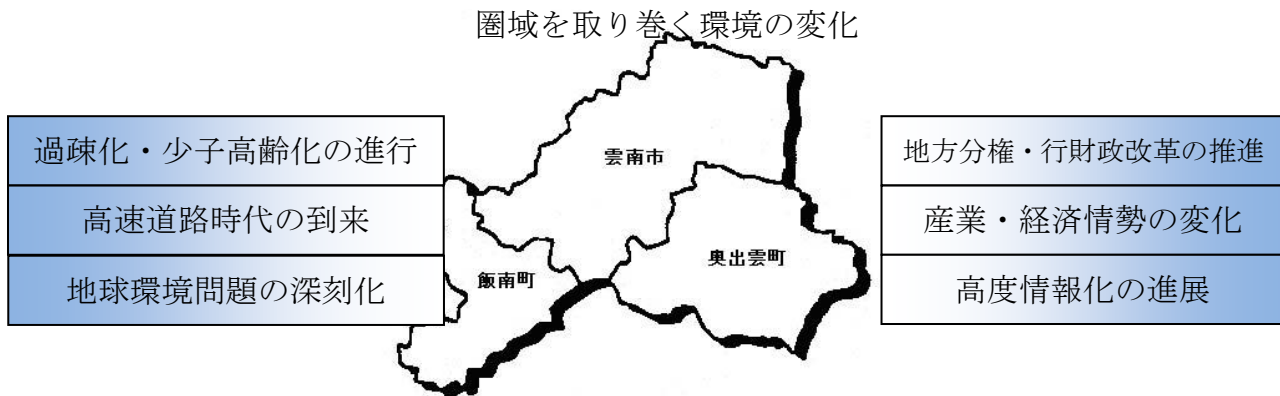 圏域を取り巻く環境の変化
過疎化・少子高齢化の進行
高速道路時代の到来
地球環境問題の深刻化
雲南市
奥出雲町
飯南町
地方分権・行財政改革の推進
産業・経済情勢の変化
高度情報化の進展